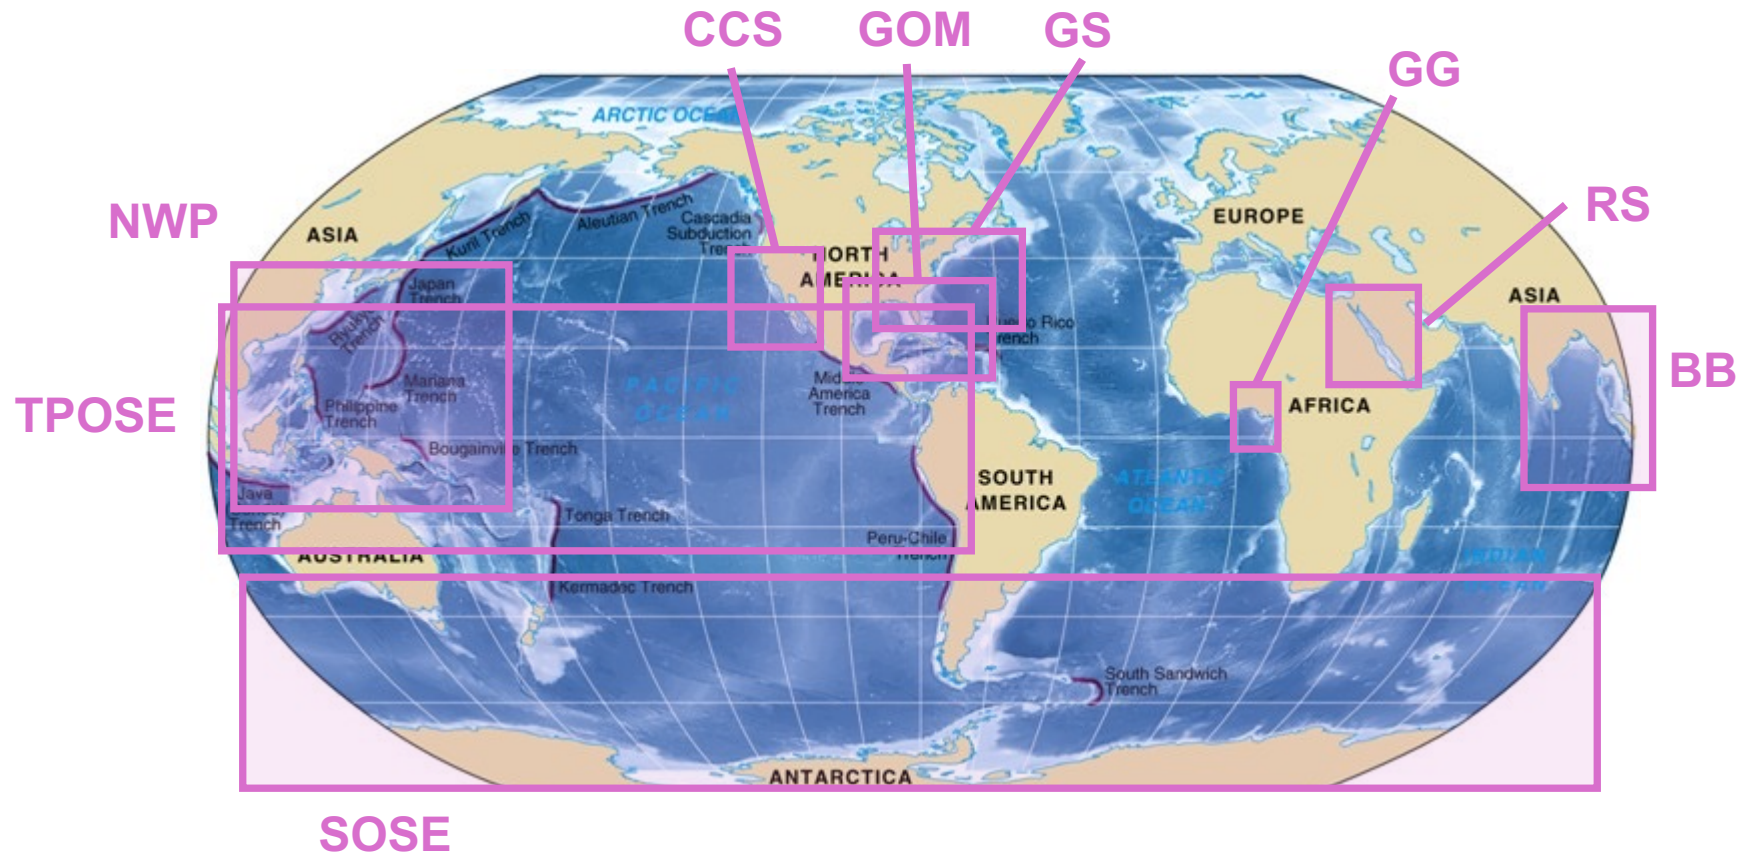 CCS
GOM
GS
GG
ARCTIC OCEAN
NWP
RS
ASIA
Kuril Trench
Aleutian Trench
Cascadia
Subduction
Trench
EUROPE
NORTH
AMERICA
Japan
Trench
Ryukyu
Trench
ASIA
Puerto Rico
Trench
BB
TPOSE
Mariana
Trench
Philippine
Trench
PACIFIC
OCEAN
Middle
America
Trench
AFRICA
Bougainville Trench
SOUTH
AMERICA
ATLANTIC
OCEAN
Java
Trench
Tonga Trench
Peru-Chile
Trench
AUSTRALIA
INDIAN
OCEAN
Kermadec Trench
South Sandwich
Trench
ANTARCTICA
SOSE